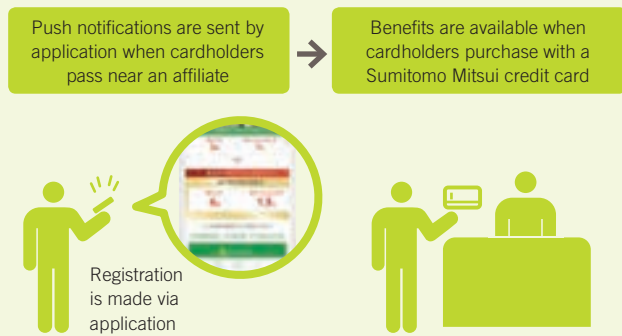 Push notifications are sent by
application when cardholders
pass near an affiliate
Benefits are available when
cardholders purchase with a
Sumitomo Mitsui credit card
Registration
is made via
application